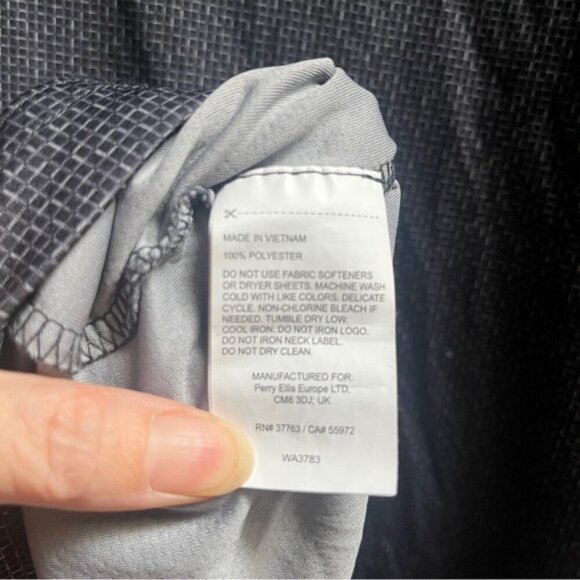 MADE IN VIETNAM
100% POLYESTER
DO NOT USE FABRIC SOFTENERS
OR DRYER SHEETS. MACHINE WASH
COLD WITH LIKE COLORS. DELICATE
CYCLE. NON-CHLORINE BLEACH IF
NEEDED. TUMBLE DRY LOW.
COOL IRON. DO NOT IRON LOGO.
DO NOT IRON NECK LABEL.
DO NOT DRY CLEAN.
MANUFACTURED FOR:
Perry Ellis Europe LTD,
CM8 3DJ; UK
RN# 37763 / CA# 55972
WA3783